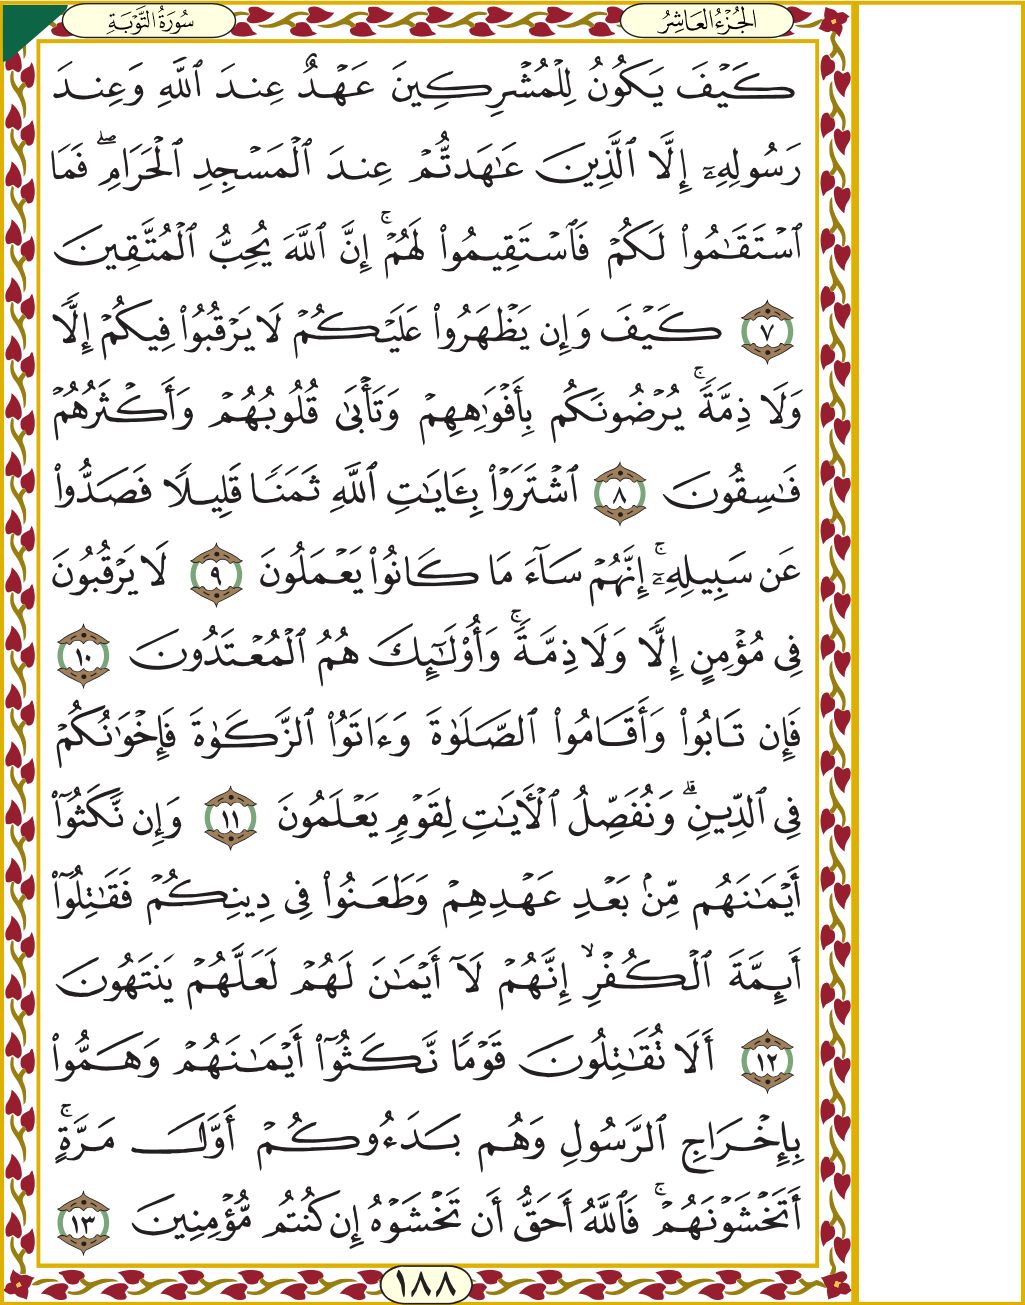 سُورَةُ التَّوْبَةِ
الجُزْءُ العَاشِرُ
كَيْفَ يَكُونُ لِلْمُشْرِكِينَ عَهْدٌ عِندَ ٱللَّهِ وَعِندَ
رَسُولِهِۦٓ إِلَّا ٱلَّذِينَ عَٰهَدتُّمْ عِندَ ٱلْمَسْجِدِ ٱلْحَرَامِۖ فَمَا
ٱسْتَقَٰمُوا۟ لَكُمْ فَٱسْتَقِيمُوا۟ لَهُمْۚ إِنَّ ٱللَّهَ يُحِبُّ ٱلْمُتَّقِينَ
٧ كَيْفَ وَإِن يَظْهَرُوا۟ عَلَيْكُمْ لَا يَرْقُبُوا۟ فِيكُمْ إِلًّا
وَلَا ذِمَّةًۚ يُرْضُونَكُم بِأَفْوَٰهِهِمْ وَتَأْبَىٰ قُلُوبُهُمْ وَأَكْثَرُهُمْ
فَٰسِقُونَ ٨ ٱشْتَرَوْا۟ بِـَٔايَٰتِ ٱللَّهِ ثَمَنًا قَلِيلًا فَصَدُّوا۟
عَن سَبِيلِهِۦٓۚ إِنَّهُمْ سَآءَ مَا كَانُوا۟ يَعْمَلُونَ ٩ لَا يَرْقُبُونَ
فِى مُؤْمِنٍ إِلًّا وَلَا ذِمَّةًۚ وَأُو۟لَٰٓئِكَ هُمُ ٱلْمُعْتَدُونَ ١٠
فَإِن تَابُوا۟ وَأَقَامُوا۟ ٱلصَّلَوٰةَ وَءَاتَوُا۟ ٱلزَّكَوٰةَ فَإِخْوَٰنُكُمْ
فِى ٱلدِّينِۗ وَنُفَصِّلُ ٱلْـَٔايَٰتِ لِقَوْمٍ يَعْلَمُونَ ١١ وَإِن نَّكَثُوٓا۟
أَيْمَٰنَهُم مِّنۢ بَعْدِ عَهْدِهِمْ وَطَعَنُوا۟ فِى دِينِكُمْ فَقَٰتِلُوٓا۟
أَئِمَّةَ ٱلْكُفْرِۙ إِنَّهُمْ لَآ أَيْمَٰنَ لَهُمْ لَعَلَّهُمْ يَنتَهُونَ
١٢ أَلَا تُقَٰتِلُونَ قَوْمًا نَّكَثُوٓا۟ أَيْمَٰنَهُمْ وَهَمُّوا۟
بِإِخْرَاجِ ٱلرَّسُولِ وَهُم بَدَءُوكُمْ أَوَّلَ مَرَّةٍۚ
أَتَخْشَوْنَهُمْۚ فَٱللَّهُ أَحَقُّ أَن تَخْشَوْهُ إِن كُنتُم مُّؤْمِنِينَ ١٣
١٨٨